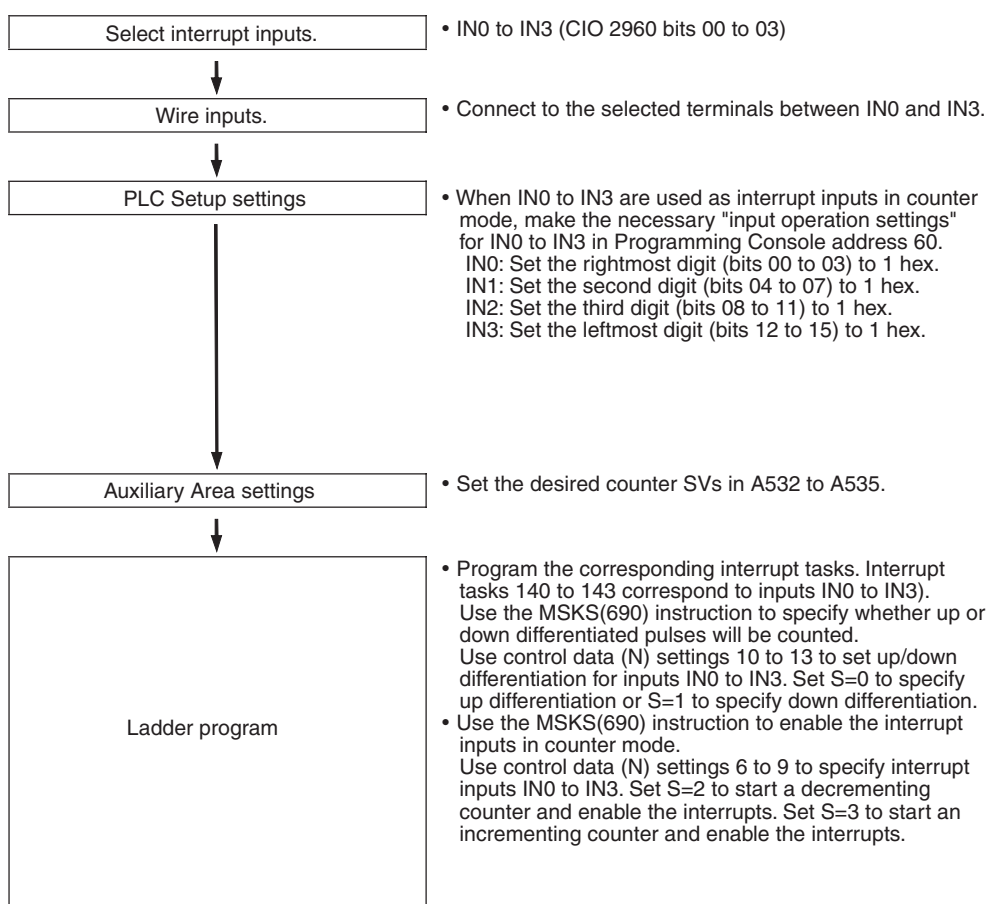 Select interrupt inputs.
• IN0 to IN3 (CIO 2960 bits 00 to 03)
Wire inputs.
• Connect to the selected terminals between IN0 and IN3.
PLC Setup settings
• When IN0 to IN3 are used as interrupt inputs in counter
mode, make the necessary "input operation settings"
for IN0 to IN3 in Programming Console address 60.
IN0: Set the rightmost digit (bits 00 to 03) to 1 hex.
IN1: Set the second digit (bits 04 to 07) to 1 hex.
IN2: Set the third digit (bits 08 to 11) to 1 hex.
IN3: Set the leftmost digit (bits 12 to 15) to 1 hex.
Auxiliary Area settings
• Set the desired counter SVs in A532 to A535.
Ladder program
• Program the corresponding interrupt tasks. Interrupt
tasks 140 to 143 correspond to inputs IN0 to IN3).
Use the MSKS(690) instruction to specify whether up or
down differentiated pulses will be counted.
Use control data (N) settings 10 to 13 to set up/down
differentiation for inputs IN0 to IN3. Set S=0 to specify
up differentiation or S=1 to specify down differentiation.
• Use the MSKS(690) instruction to enable the interrupt
inputs in counter mode.
Use control data (N) settings 6 to 9 to specify interrupt
inputs IN0 to IN3. Set S=2 to start a decrementing
counter and enable the interrupts. Set S=3 to start an
incrementing counter and enable the interrupts.